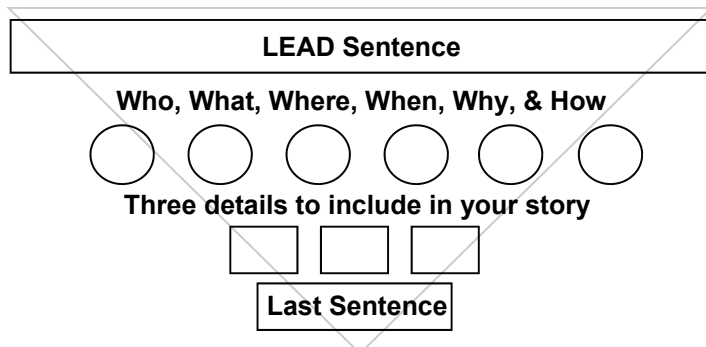 LEAD Sentence
Who, What, Where, When, Why, & How
Three details to include in your story
Last Sentence